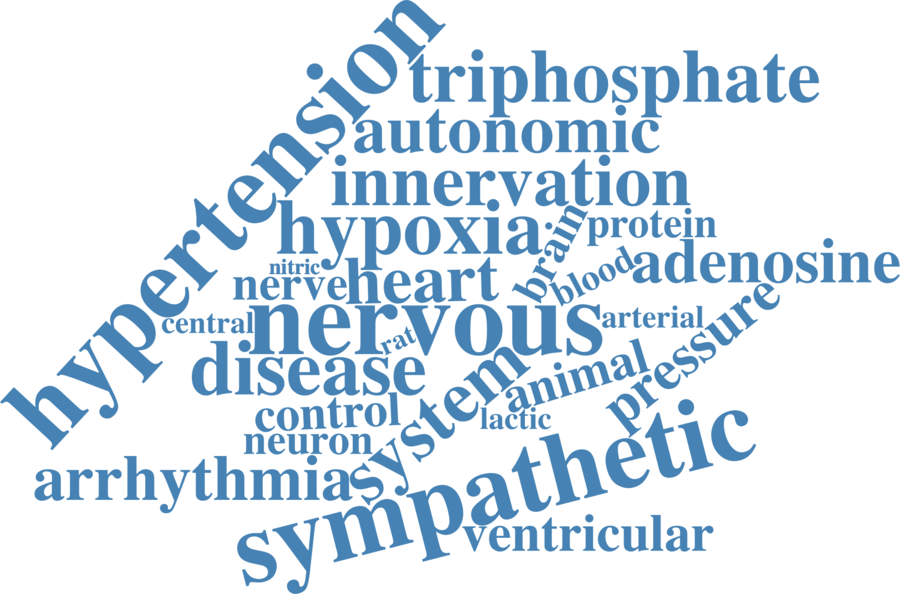 hypertension
triphosphate
autonomic
innervation
hypoxia
brain
protein
nitric
nerve
heart
blood
adenosine
central
nervous
rat
arterial
disease
system
animal
pressure
control
lactic
neuron
arrhythmia
sympathetic
ventricular